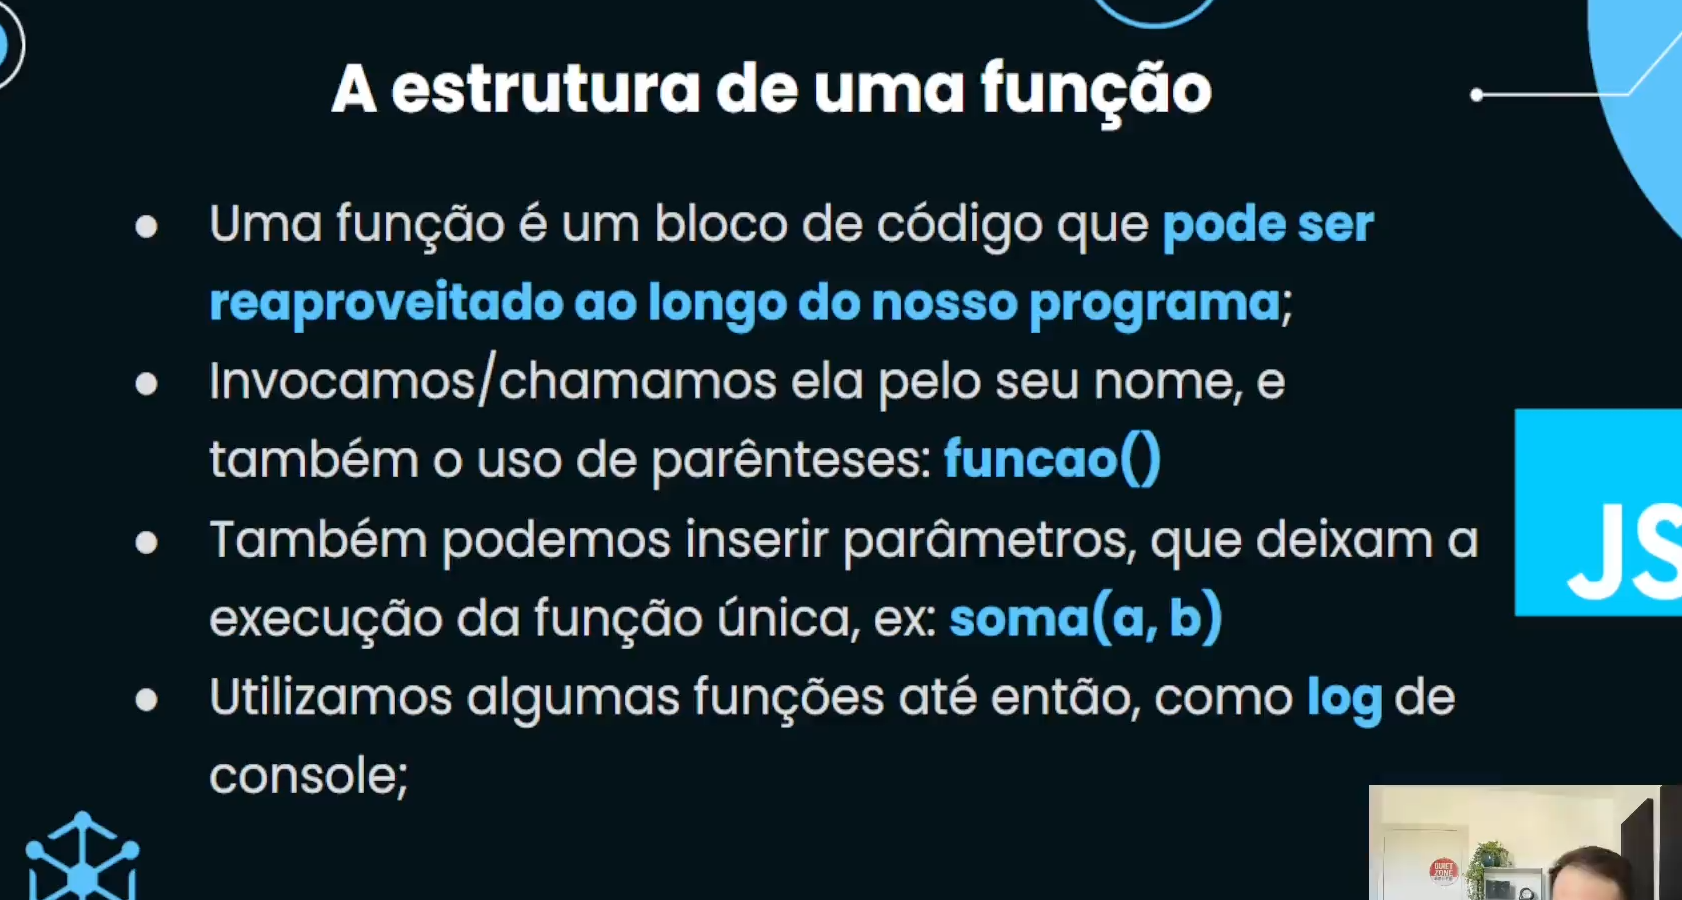 A estrutura de uma função
● Uma função é um bloco de código que pode ser
reaproveitado ao longo do nosso programa;
● Invocamos/chamamos ela pelo seu nome, e
também o uso de parênteses: funcao()
● Também podemos inserir parâmetros, que deixam a
execução da função única, ex: soma(a, b)
● Utilizamos algumas funções até então, como log de
console;
JS
QUIET
ZONE